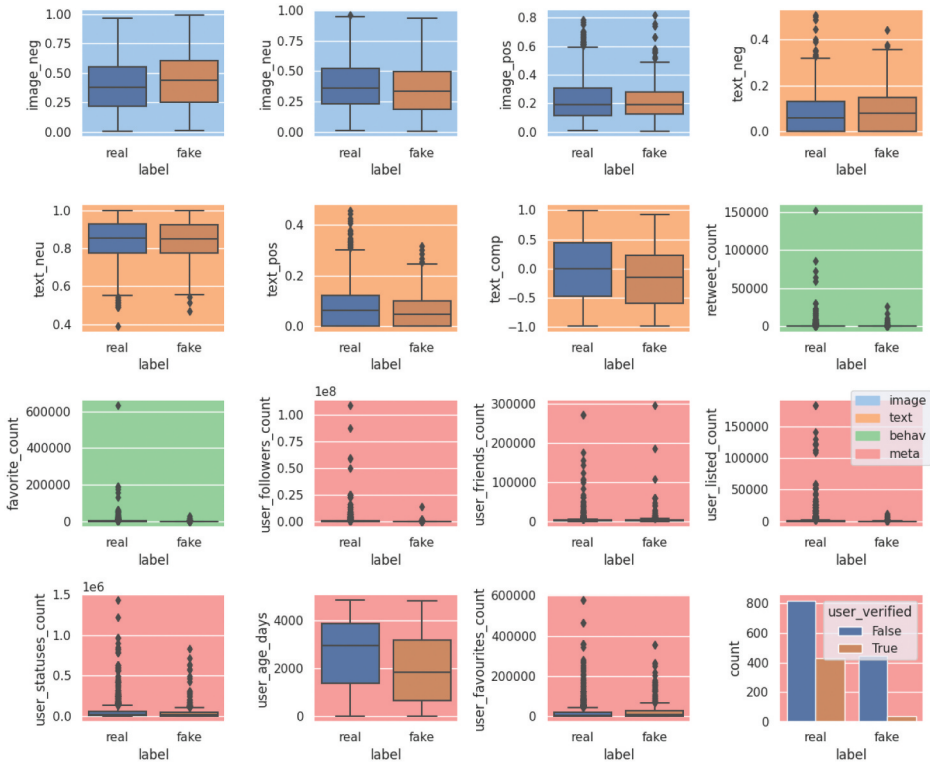 image_neg
1.00
0.75
0.50
0.25
0.00
real fake
label
image_neu
1.00
0.75
0.50
0.25
0.00
real fake
label
image_pos
0.8
0.6
0.4
0.2
0.0
real fake
label
text_neg
0.4
0.2
0.0
real fake
label
text_neu
1.0
0.8
0.6
0.4
real fake
label
text_pos
0.4
0.2
0.0
real fake
label
text_comp
1.0
0.5
0.0
−0.5
−1.0
real fake
label
retweet_count
150000
100000
50000
0
real fake
label
favorite_count
600000
400000
200000
0
real fake
label
user_followers_count
1e8
1.00
0.75
0.50
0.25
0.00
real fake
label
user_friends_count
300000
200000
100000
0
real fake
label
user_listed_count
150000
100000
50000
0
real fake
label
image
text
behav
meta
user_statuses_count
1e6
1.5
1.0
0.5
0.0
real fake
label
user_age_days
4000
2000
0
real fake
label
user_favourites_count
600000
400000
200000
0
real fake
label
count
800
600
400
200
0
real fake
label
user_verified
False
True